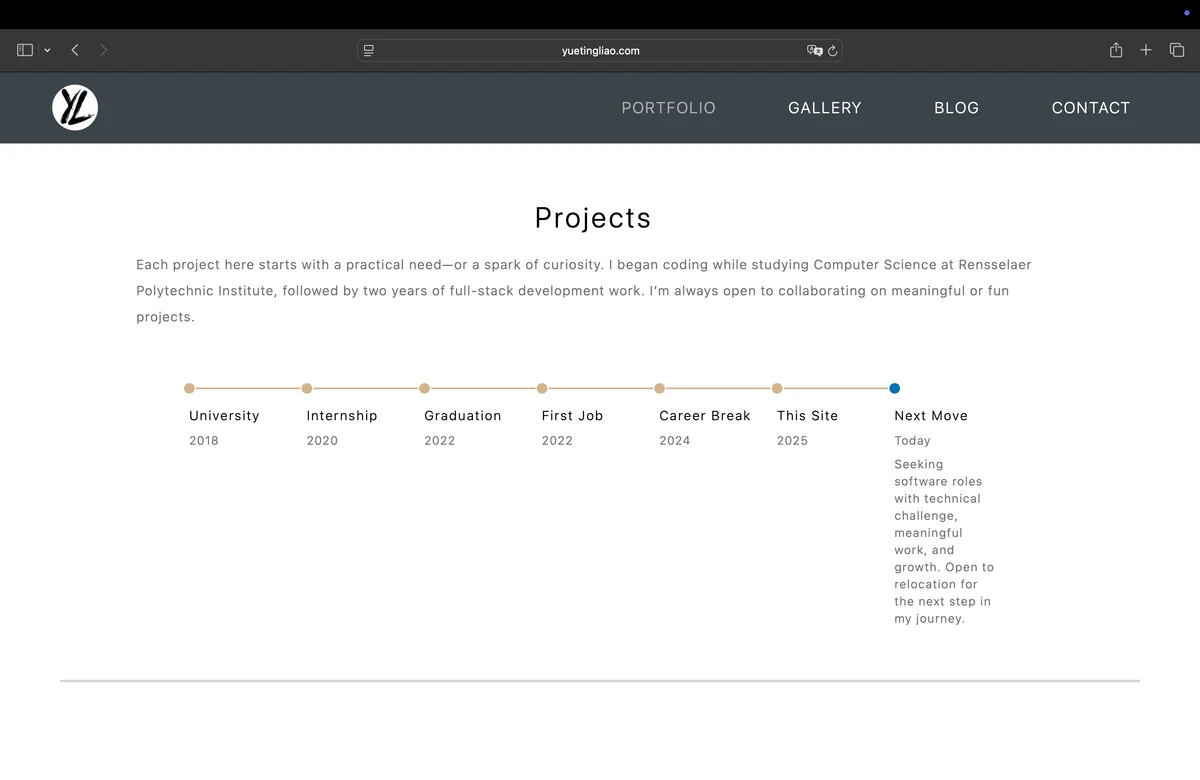 yuetingliao.com
YL
PORTFOLIO
GALLERY
BLOG
CONTACT
Projects
Each project here starts with a practical need—or a spark of curiosity. I began coding while studying Computer Science at Rensselaer
Polytechnic Institute, followed by two years of full-stack development work. I’m always open to collaborating on meaningful or fun
projects.
University
2018
Internship
2020
Graduation
2022
First Job
2022
Career Break
2024
This Site
2025
Next Move
Today
Seeking
software roles
with technical
challenge,
meaningful
work, and
growth. Open to
relocation for
the next step in
my journey.